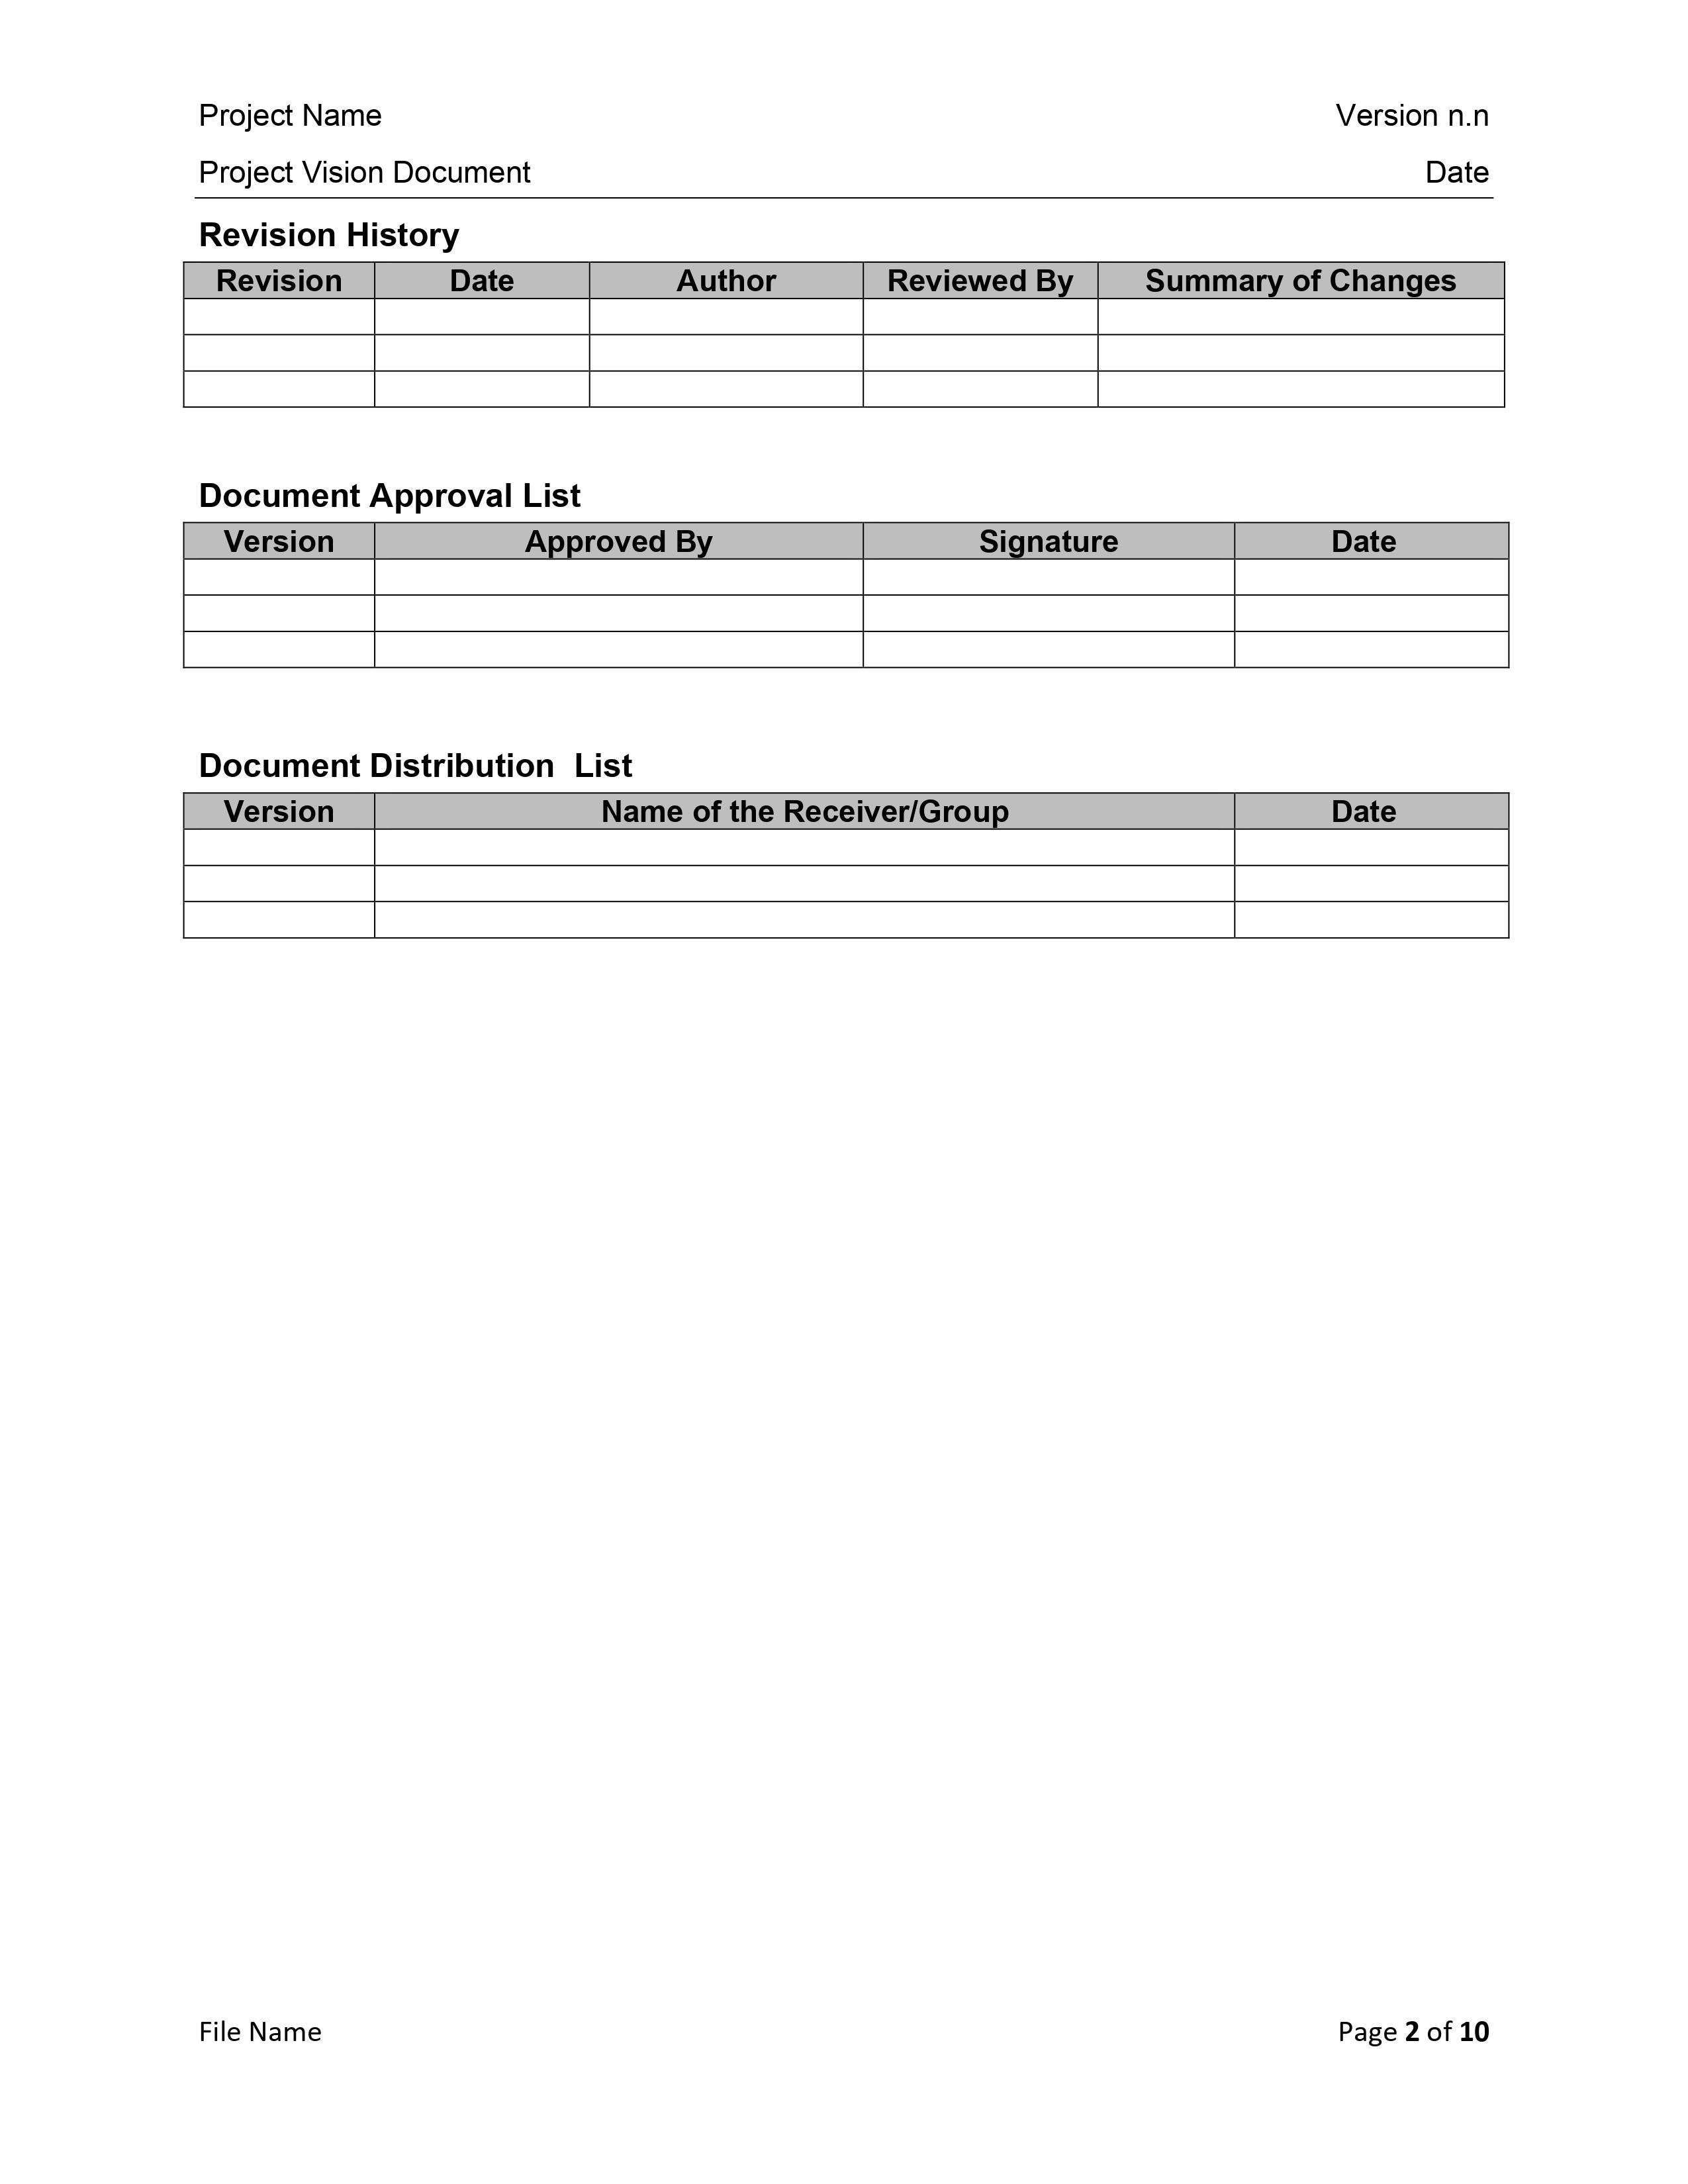 Project Name Version n.n
Project Vision Document Date
Revision History
Revision Date Author Reviewed By Summary of Changes
Document Approval List
Version Approved By Signature Date
Document Distribution  List
Version Name of the Receiver/Group Date
File Name Page 2 of 10